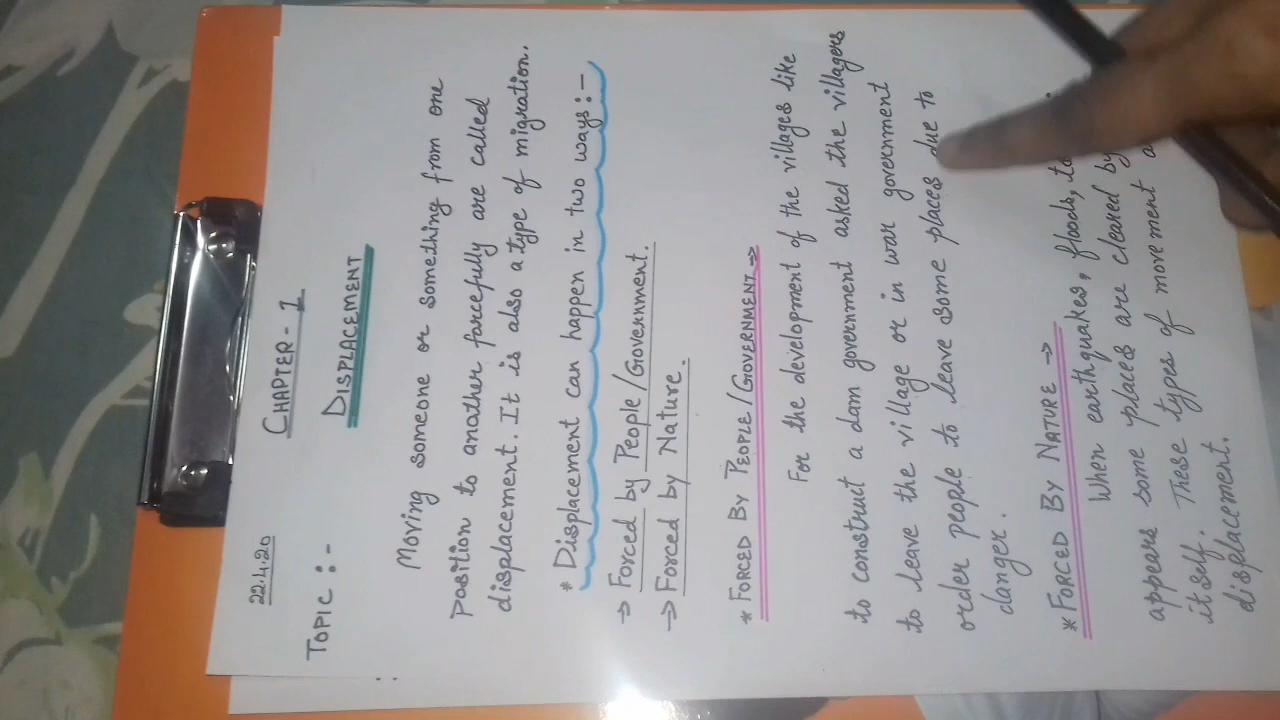 22.4.20
CHAPTER - 1
TOPIC :- DISPLACEMENT
Moving someone or something from one
position to another forcefully are called
displacement. It is also a type of migration.
* Displacement can happen in two ways :-
→ Forced by People/Government.
→ Forced by Nature.
* FORCED BY PEOPLE/GOVERNMENT →
For the development of the villages like
to construct a dam government asked the villagers
to leave the village or in war government
order people to leave some places due to
danger.
* FORCED BY NATURE →
When earthquakes, floods,
appears some places are cleared by
itself. These types of movement
displacement.